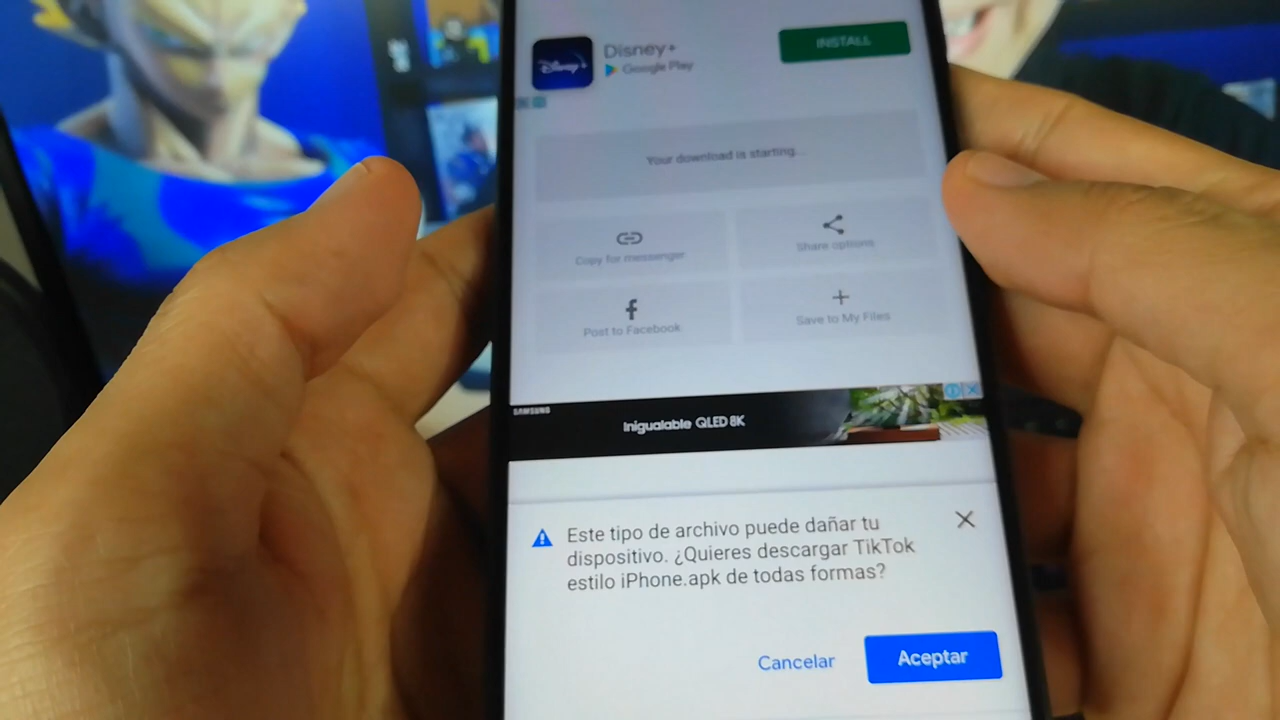 Disney+
Disney+
Google Play
INSTALL
Your download is starting...
Copy for messenger
Share options
Post to Facebook
Save to My Files
SAMSUNG
Inigualable QLED 8K
Este tipo de archivo puede dañar tu
dispositivo. ¿Quieres descargar TikTok
estilo iPhone.apk de todas formas?
Cancelar
Aceptar